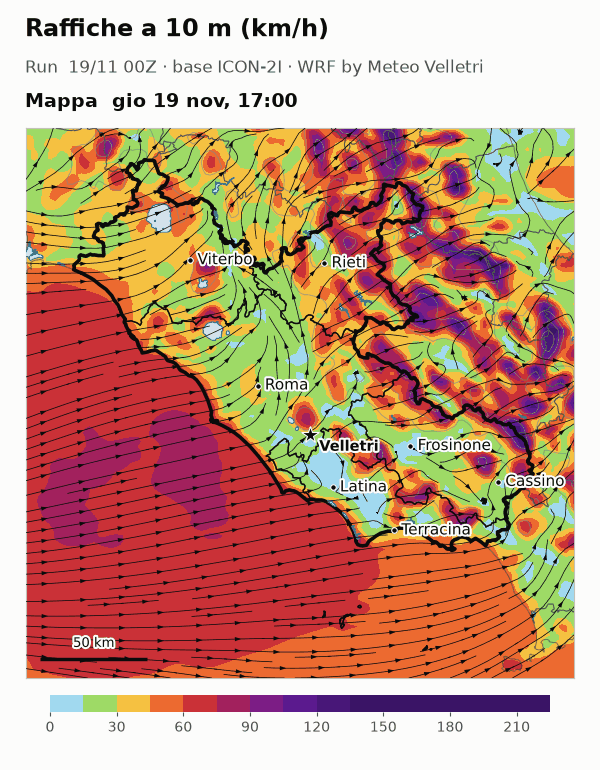 Raffiche a 10 m (km/h)
Run  19/11 00Z · base ICON-2I · WRF by Meteo Velletri
Mappa  gio 19 nov, 17:00
Viterbo
Rieti
Roma
Velletri
Frosinone
Cassino
Latina
Terracina
50 km
0 30 60 90 120 150 180 210